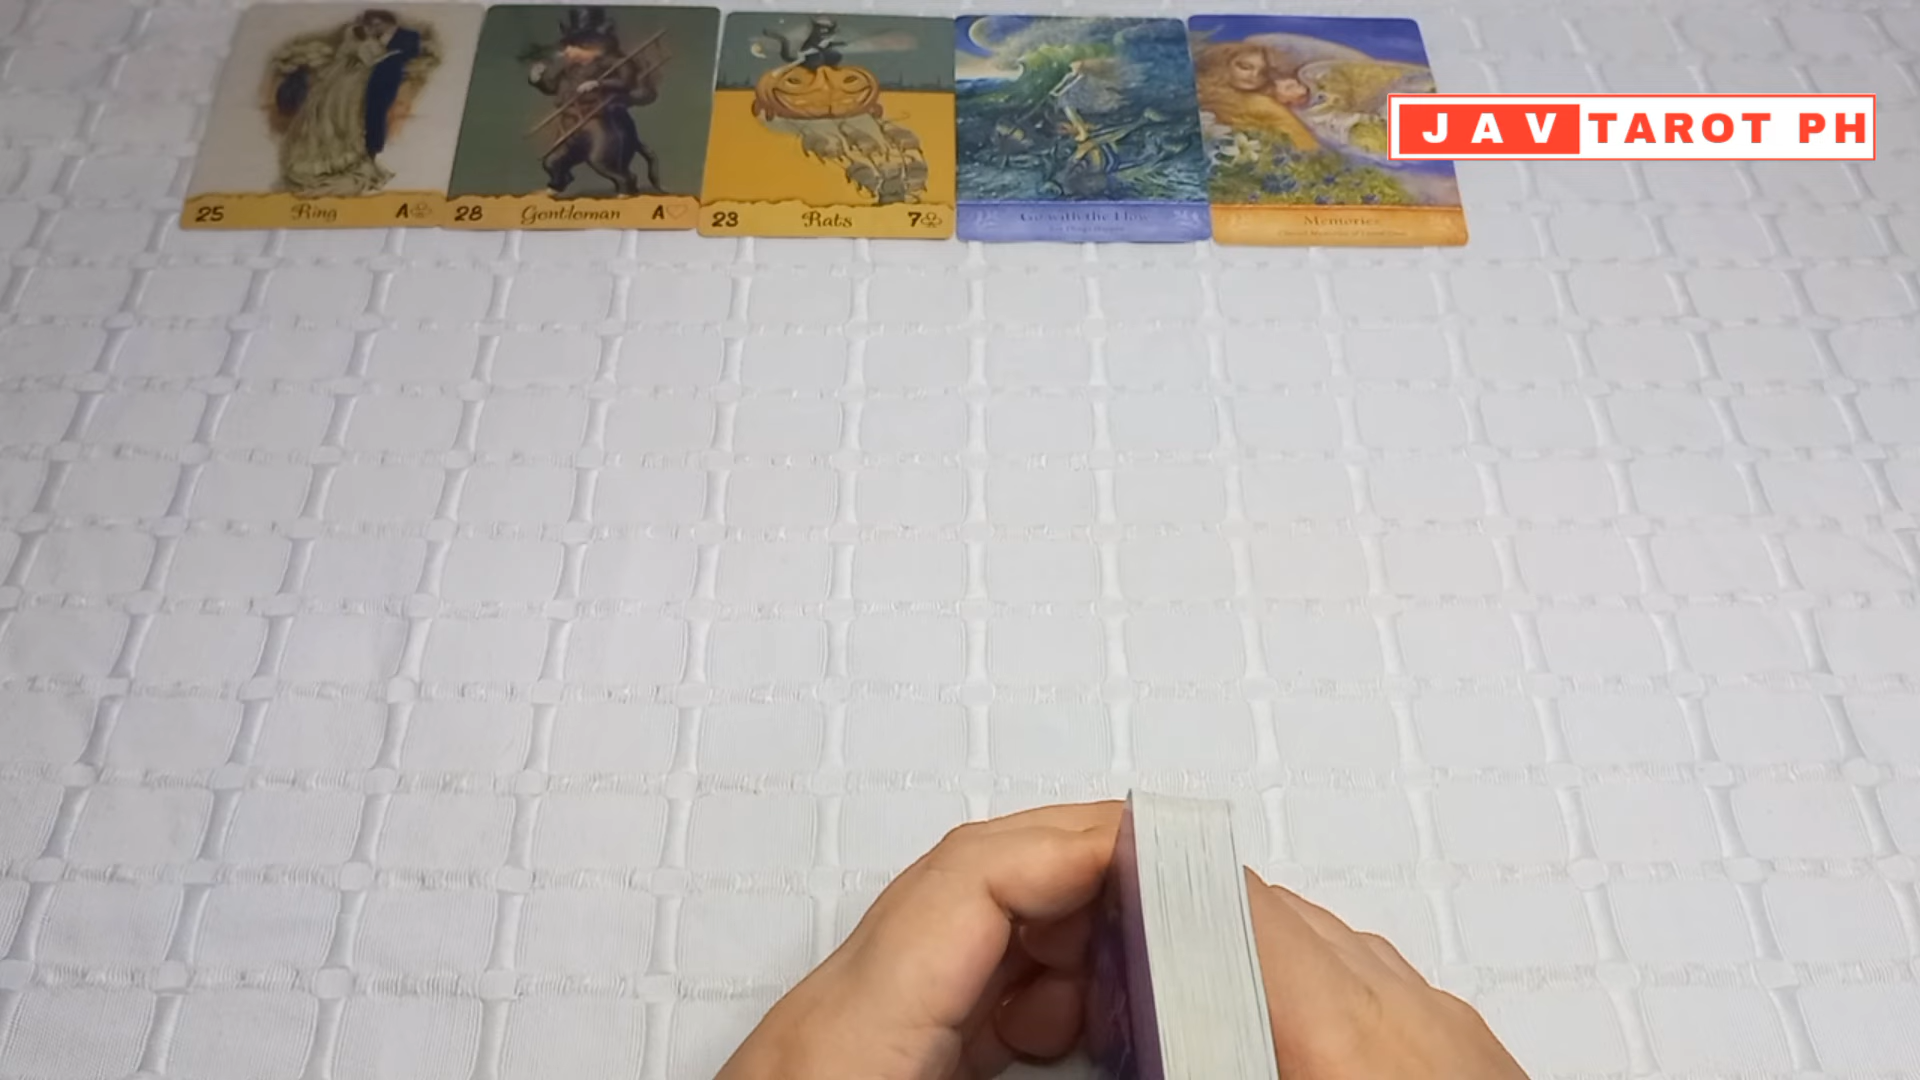 25 Ring A
28 Gentleman A
23 Rats 7
Go with the Flow
Memories
JAV TAROT PH